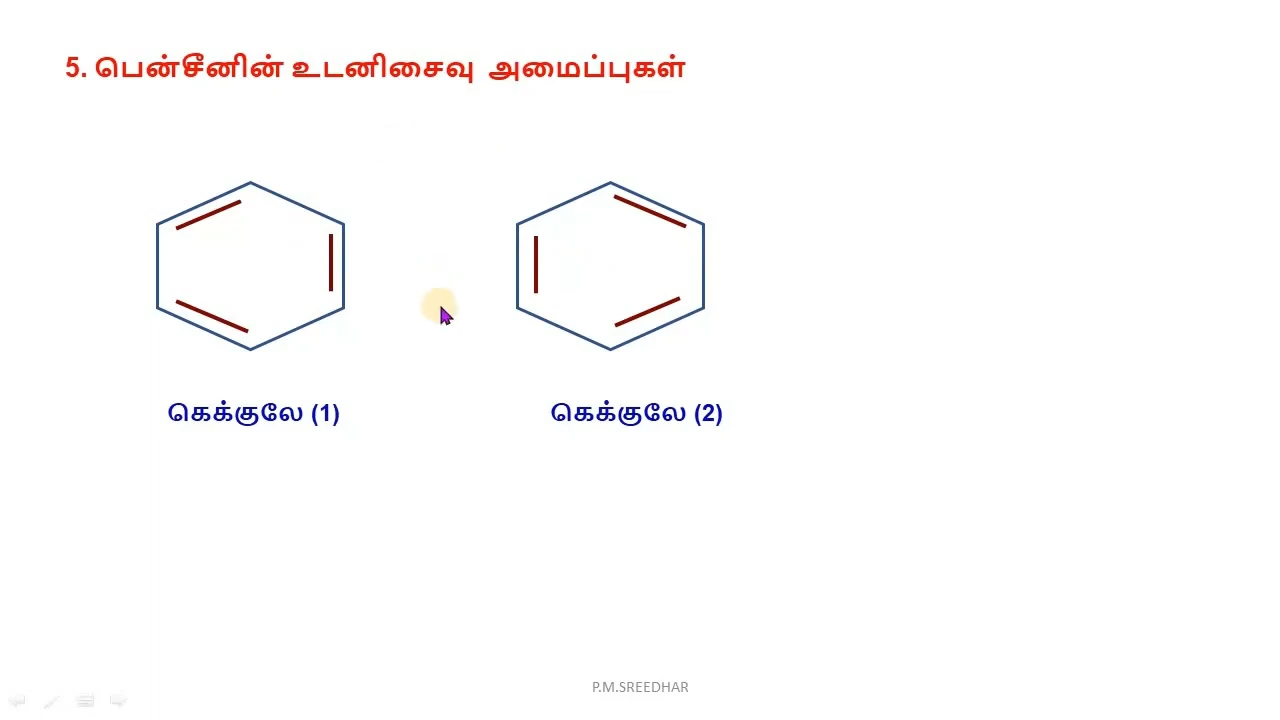 5. பென்சீனின் உடனிசைவு அமைப்புகள்
கெக்குலே (1)
கெக்குலே (2)
P.M.SREEDHAR